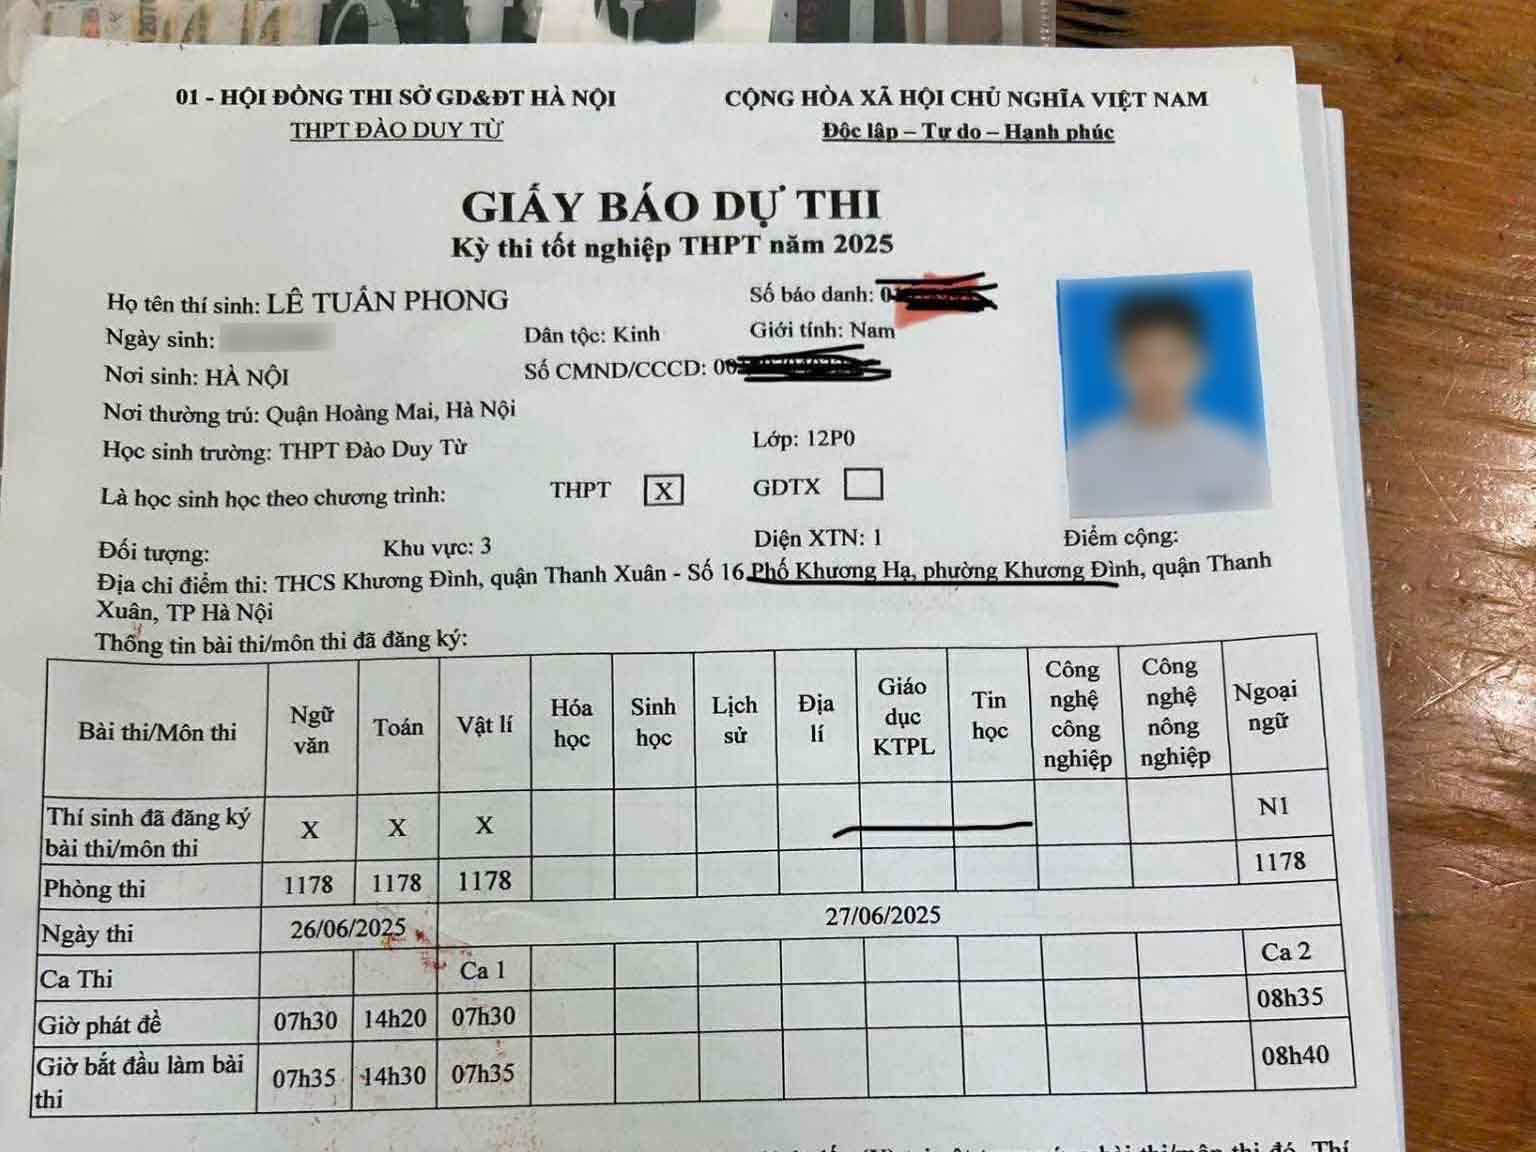 01 - HỘI ĐỒNG THI SỞ GD&ĐT HÀ NỘI
THPT ĐÀO DUY TỪ
CỘNG HÒA XÃ HỘI CHỦ NGHĨA VIỆT NAM
Độc lập – Tự do – Hạnh phúc
GIẤY BÁO DỰ THI
Kỳ thi tốt nghiệp THPT năm 2025
Họ tên thí sinh: LÊ TUẤN PHONG
Số báo danh: 0
Ngày sinh:
Dân tộc: Kinh
Giới tính: Nam
Nơi sinh: HÀ NỘI
Số CMND/CCCD: 00
Nơi thường trú: Quận Hoàng Mai, Hà Nội
Học sinh trường: THPT Đào Duy Từ
Lớp: 12P0
Là học sinh học theo chương trình: THPT X GDTX
Đối tượng:
Khu vực: 3
Diện XTN: 1
Điểm cộng:
Địa chỉ điểm thi: THCS Khương Đình, quận Thanh Xuân - Số 16 Phố Khương Hạ, phường Khương Đình, quận Thanh
Xuân, TP Hà Nội
Thông tin bài thi/môn thi đã đăng ký:
Bài thi/Môn thi Ngữ văn Toán Vật lí Hóa học Sinh học Lịch sử Địa lí Giáo dục KTPL Tin học Công nghệ công nghiệp Công nghệ nông nghiệp Ngoại ngữ
Thí sinh đã đăng ký bài thi/môn thi X X X N1
Phòng thi 1178 1178 1178 1178
Ngày thi 26/06/2025 27/06/2025
Ca Thi Ca 1 Ca 2
Giờ phát đề 07h30 14h20 07h30 08h35
Giờ bắt đầu làm bài thi 07h35 14h30 07h35 08h40